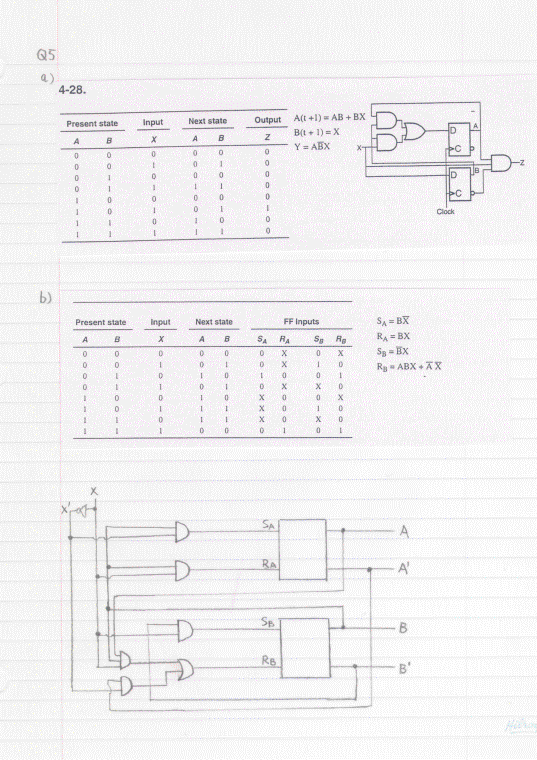 Q5
a)
4-28.
Present state Input Next state Output
A B X A B Z
0 0 0 0 0 0
0 0 1 0 1 0
0 1 0 0 0 0
0 1 1 1 1 0
1 0 0 0 0 0
1 0 1 0 1 1
1 1 0 1 0 0
1 1 1 1 1 0
A(t +1) = AB + BX
B(t + 1) = X
Y = AB̅X
X
D A
C
B
D
C
Z
Clock
b)
Present state Input Next state FF Inputs
A B X A B S_A R_A S_B R_B
0 0 0 0 0 0 X 0 X
0 0 1 0 1 0 X 1 0
0 1 0 1 0 1 0 0 1
0 1 1 0 1 0 X X 0
1 0 0 1 0 X 0 0 X
1 0 1 1 1 X 0 1 0
1 1 0 1 1 X 0 X 0
1 1 1 0 0 0 1 0 1
S_A = BX̅
R_A = BX
S_B = B̅X
R_B = ABX + A̅ X̅
X
X'
S_A A
R_A A'
S_B B
R_B B'